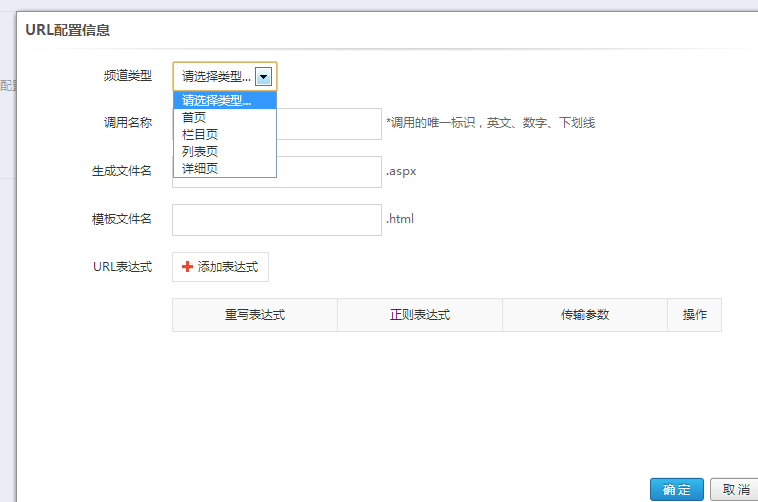 URL配置信息
配置
频道类型
请选择类型...
请选择类型...
首页
栏目页
列表页
详细页
调用名称
*调用的唯一标识，英文、数字、下划线
生成文件名
.aspx
模板文件名
.html
URL表达式
添加表达式
重写表达式 正则表达式 传输参数 操作
确定 取消